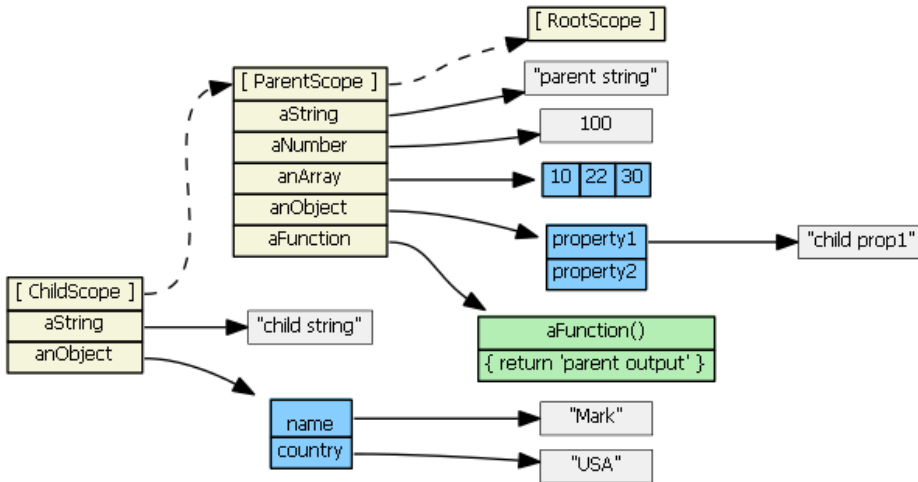 [ RootScope ]
[ ParentScope ]
"parent string"
aString
100
aNumber
anArray
10 22 30
anObject
property1
"child prop1"
aFunction
property2
[ ChildScope ]
aString
"child string"
aFunction()
anObject
{ return 'parent output' }
name
"Mark"
country
"USA"